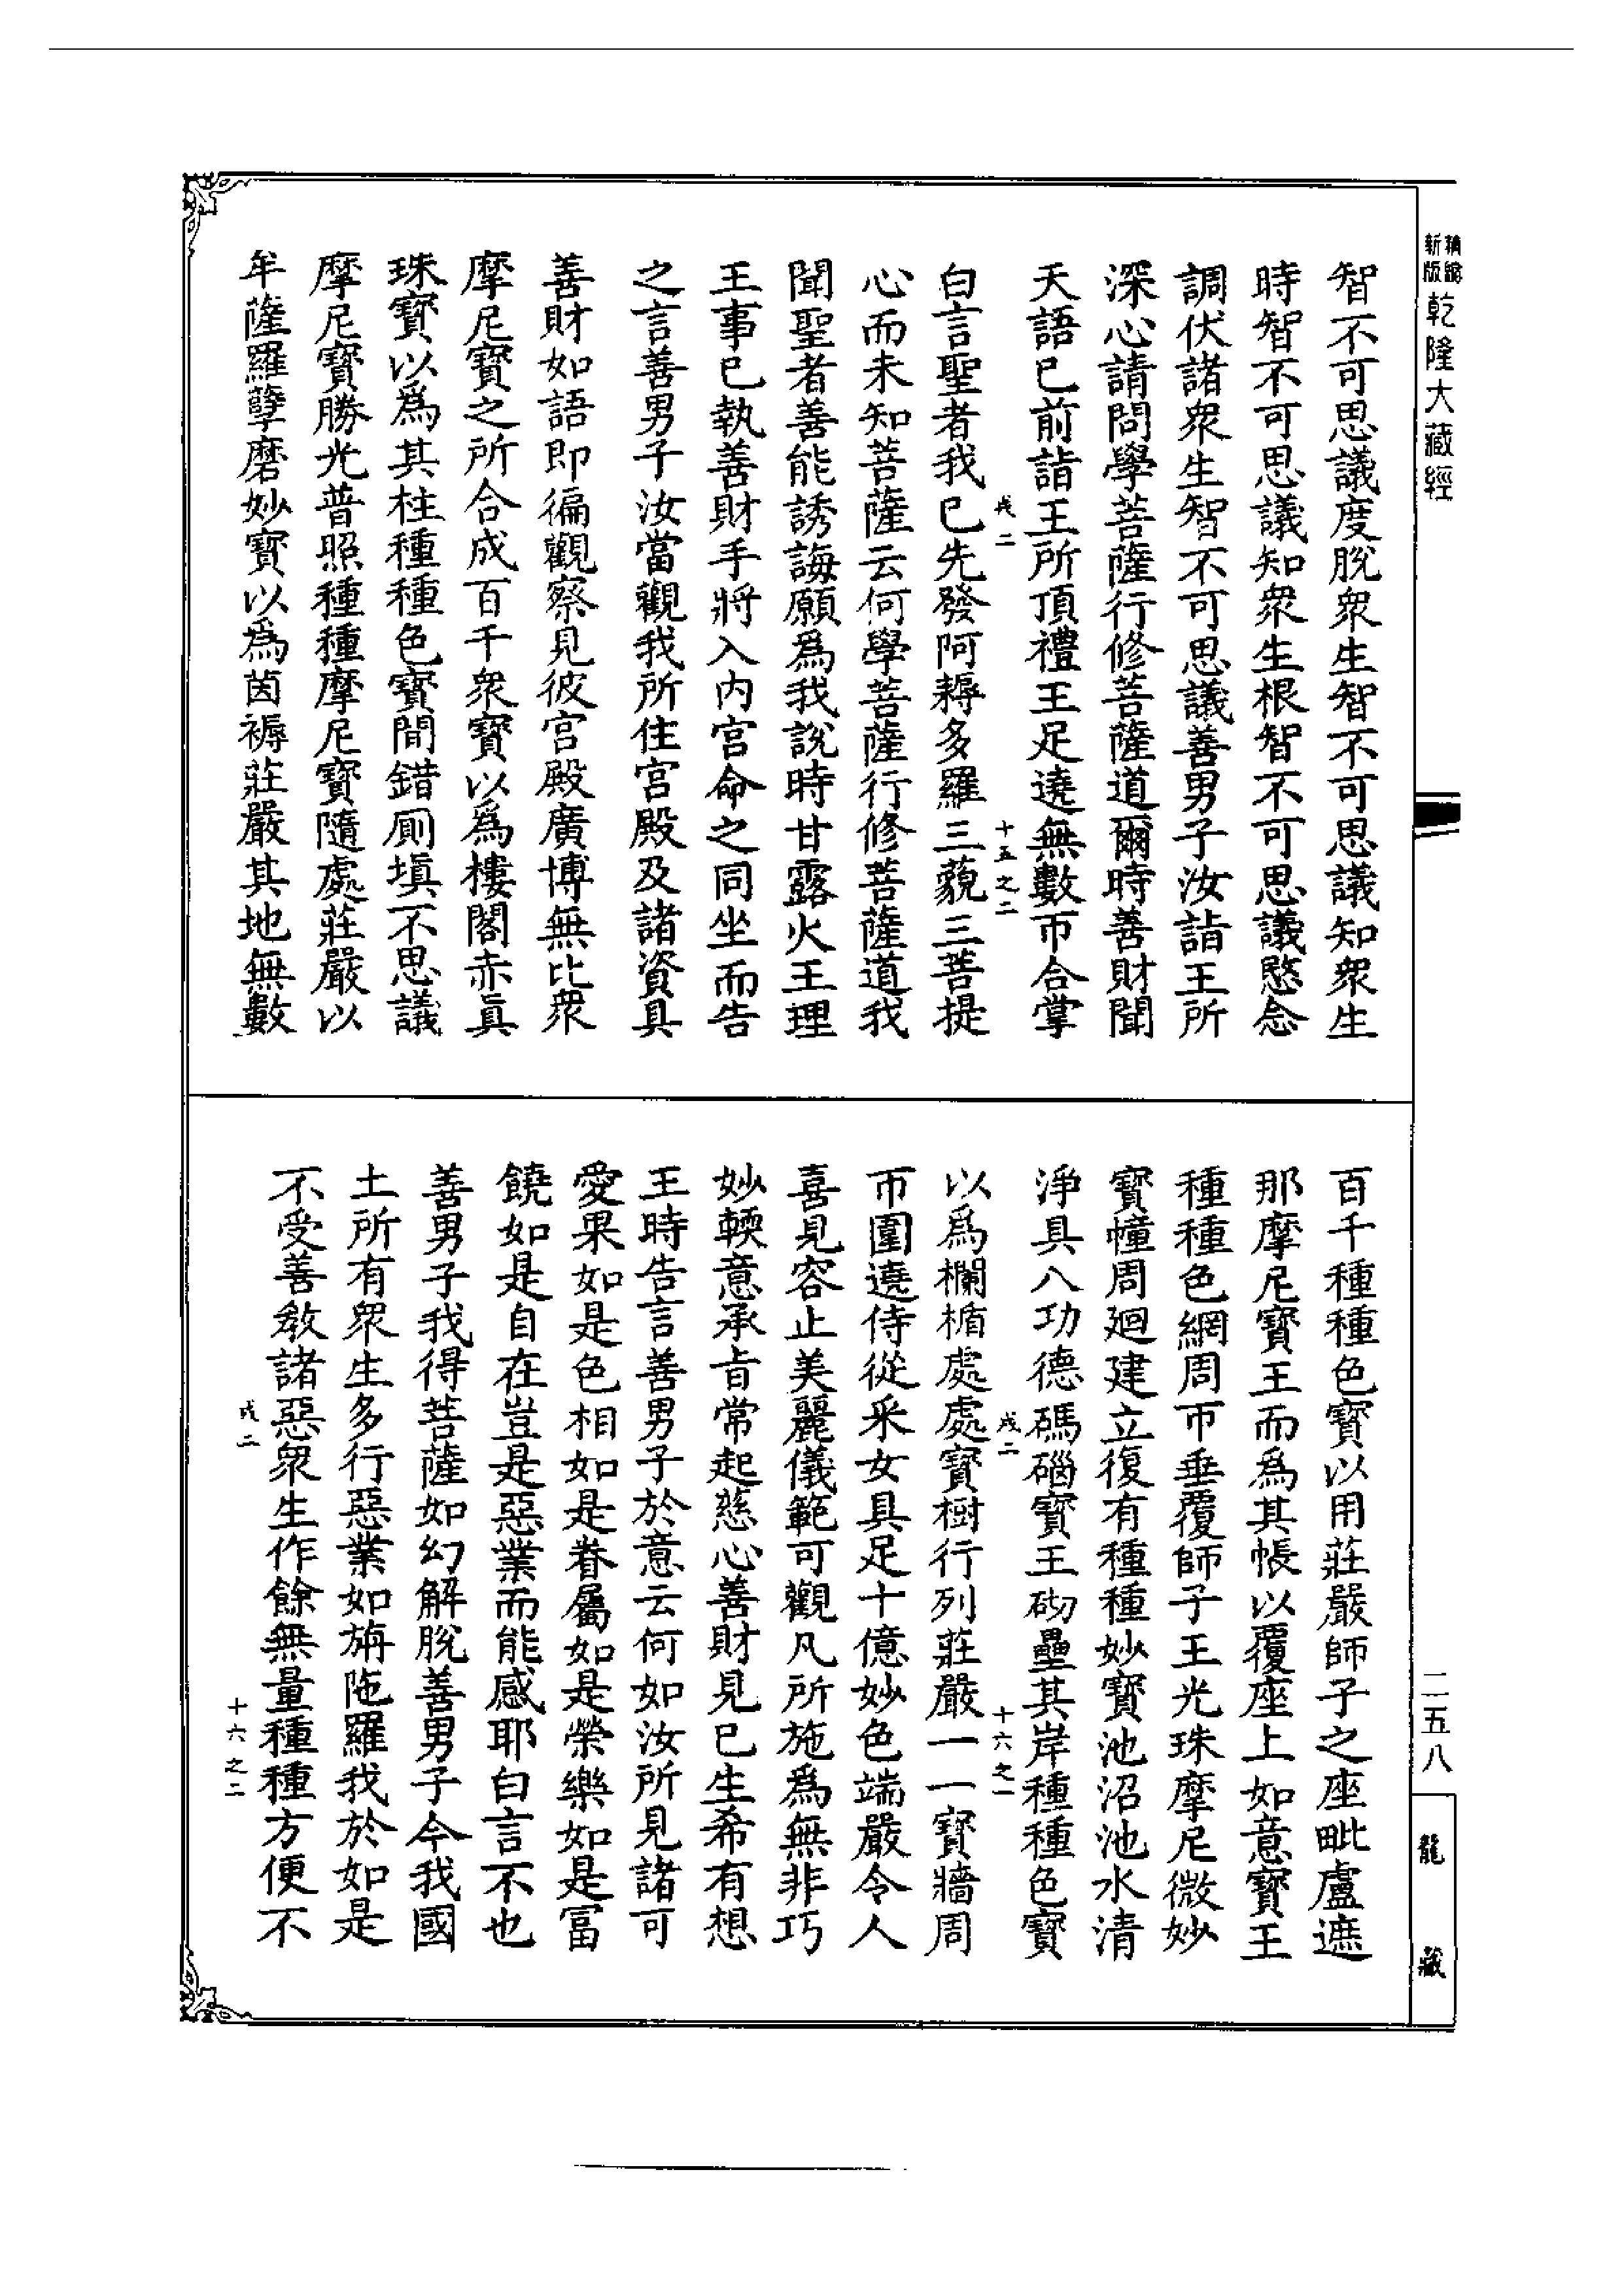 新版精編乾隆大藏經
智不可思議度脫衆生智不可思議知衆生
時智不可思議知衆生根智不可思議愍念
調伏諸衆生智不可思議善男子汝詣王所
深心請問學菩薩行修菩薩道爾時善財聞
天語已前詣王所頂禮王足遶無數帀合掌
戎二 十五之二
白言聖者我已先發阿耨多羅三藐三菩提
心而未知菩薩云何學菩薩行修菩薩道我
聞聖者善能誘誨願爲我說時甘露火王理
王事已執善財手將入内宮命之同坐而告
之言善男子汝當觀我所住宮殿及諸資具
善財如語即徧觀察見彼宮殿廣博無比衆
摩尼寶之所合成百千衆寶以爲樓閣赤眞
珠寶以爲其柱種種色寶間錯廁塡不思議
摩尼寶勝光普照種種摩尼寶隨處莊嚴以
牟薩羅孽磨妙寶以爲茵褥莊嚴其地無數
百千種種色寶以用莊嚴師子之座毗盧遮
那摩尼寶王而爲其帳以覆座上如意寶王
種種色網周帀垂覆師子王光珠摩尼微妙
寶幢周迴建立復有種種妙寶池沼池水清
淨具八功德碼碯寶王砌壘其岸種種色寶
戎二 十六之一
以爲欄楯處處寶樹行列莊嚴一一寶牆周
帀圍遶侍從采女具足十億妙色端嚴令人
喜見容止美麗儀範可觀凡所施爲無非巧
妙輭意承旨常起慈心善財見已生希有想
王時告言善男子於意云何如汝所見諸可
愛果如是色相如是眷屬如是榮樂如是富
饒如是自在豈是惡業而能感耶白言不也
善男子我得菩薩如幻解脫善男子今我國
土所有衆生多行惡業如旃陁羅我於如是
不受善敎諸惡衆生作餘無量種種方便不
戎二 十六之二
二五八
龍藏